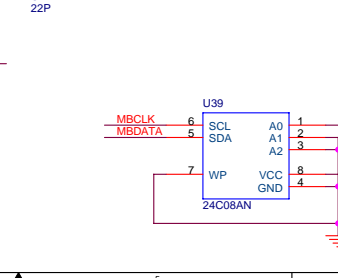 22P
U39
MBCLK 6 SCL A0 1
MBDATA 5 SDA A1 2
A2 3
7 WP VCC 8
GND 4
24C08AN